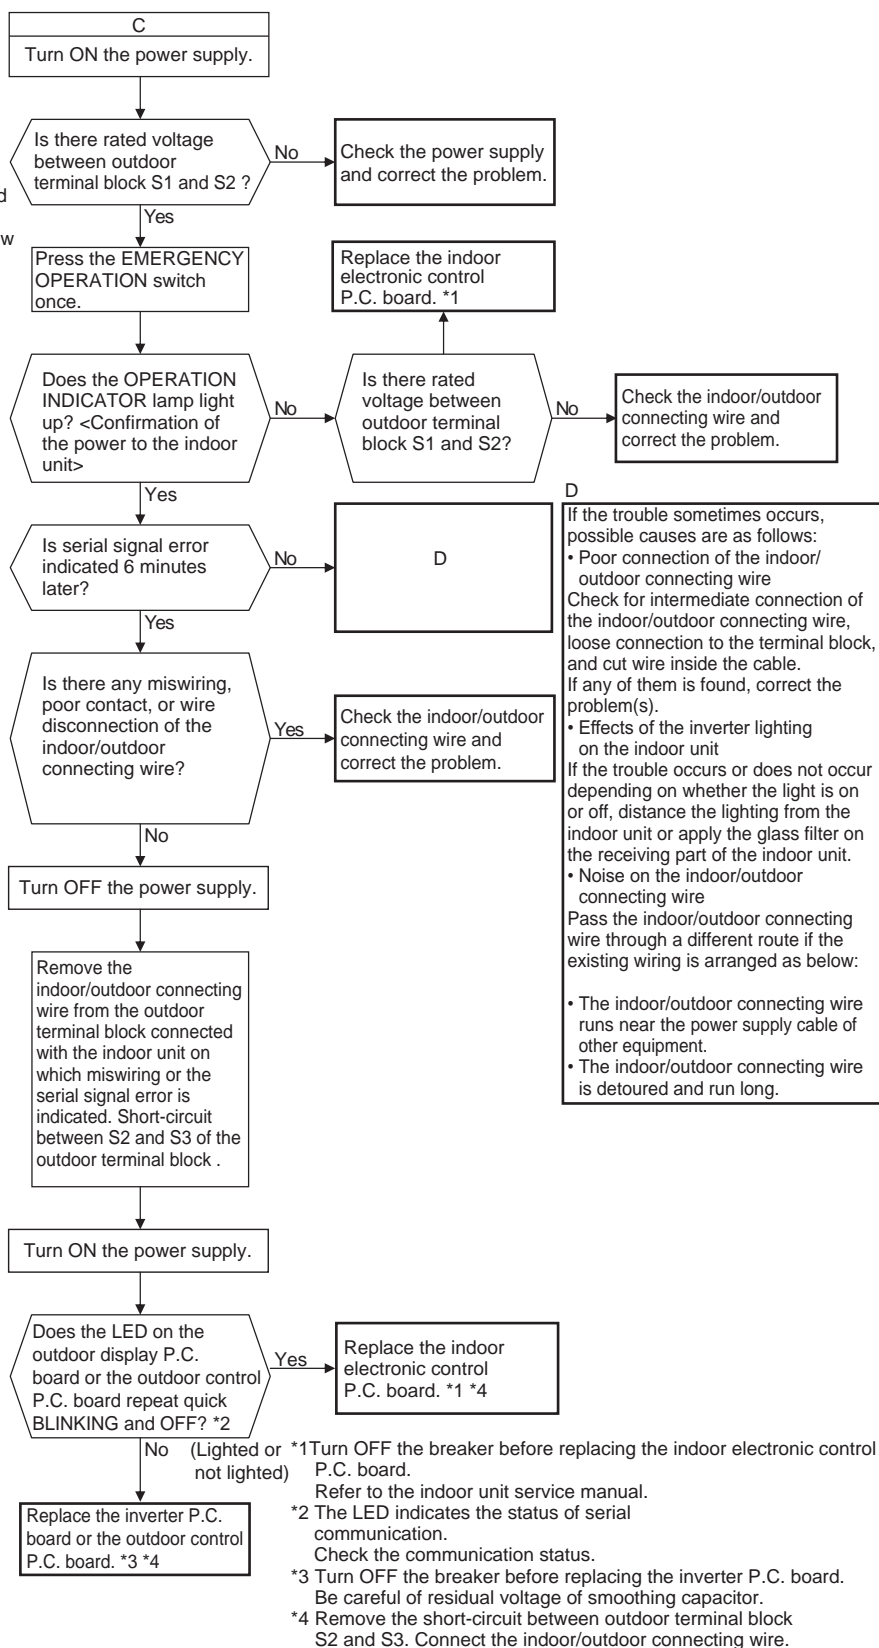 C
Turn ON the power supply.
Is there rated voltage
between outdoor
terminal block S1 and S2 ?
No
Check the power supply
and correct the problem.
d
w
Yes
Press the EMERGENCY
OPERATION switch
once.
Replace the indoor
electronic control
P.C. board. *1
Does the OPERATION
INDICATOR lamp light
up? <Confirmation of
the power to the indoor
unit>
No
Is there rated
voltage between
outdoor terminal
block S1 and S2?
No
Check the indoor/outdoor
connecting wire and
correct the problem.
Yes
Is serial signal error
indicated 6 minutes
later?
No
D
Yes
Is there any miswiring,
poor contact, or wire
disconnection of the
indoor/outdoor
connecting wire?
Yes
Check the indoor/outdoor
connecting wire and
correct the problem.
No
D
If the trouble sometimes occurs,
possible causes are as follows:
• Poor connection of the indoor/
outdoor connecting wire
Check for intermediate connection of
the indoor/outdoor connecting wire,
loose connection to the terminal block,
and cut wire inside the cable.
If any of them is found, correct the
problem(s).
• Effects of the inverter lighting
on the indoor unit
If the trouble occurs or does not occur
depending on whether the light is on
or off, distance the lighting from the
indoor unit or apply the glass filter on
the receiving part of the indoor unit.
• Noise on the indoor/outdoor
connecting wire
Pass the indoor/outdoor connecting
wire through a different route if the
existing wiring is arranged as below:
• The indoor/outdoor connecting wire
runs near the power supply cable of
other equipment.
• The indoor/outdoor connecting wire
is detoured and run long.
Turn OFF the power supply.
Remove the
indoor/outdoor connecting
wire from the outdoor
terminal block connected
with the indoor unit on
which miswiring or the
serial signal error is
indicated. Short-circuit
between S2 and S3 of the
outdoor terminal block .
Turn ON the power supply.
Does the LED on the
outdoor display P.C.
board or the outdoor control
P.C. board repeat quick
BLINKING and OFF? *2
Yes
Replace the indoor
electronic control
P.C. board. *1 *4
No (Lighted or
not lighted)
Replace the inverter P.C.
board or the outdoor control
P.C. board. *3 *4
*1Turn OFF the breaker before replacing the indoor electronic control
P.C. board.
Refer to the indoor unit service manual.
*2 The LED indicates the status of serial
communication.
Check the communication status.
*3 Turn OFF the breaker before replacing the inverter P.C. board.
Be careful of residual voltage of smoothing capacitor.
*4 Remove the short-circuit between outdoor terminal block
S2 and S3. Connect the indoor/outdoor connecting wire.